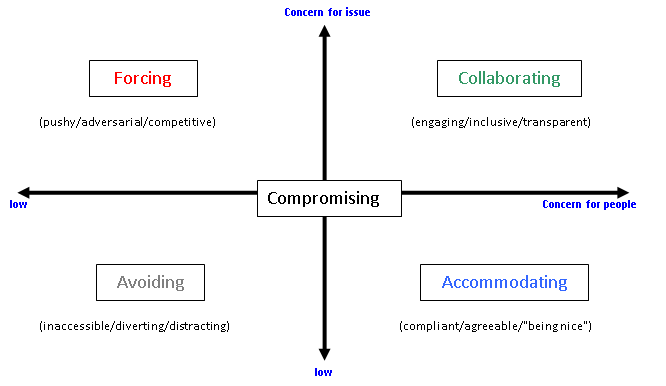 Concern for issue
Forcing
Collaborating
(pushy/adversarial/competitive)
(engaging/inclusive/transparent)
Compromising
low
Concern for people
Avoiding
Accommodating
(inaccessible/diverting/distracting)
(compliant/agreeable/"being nice")
low